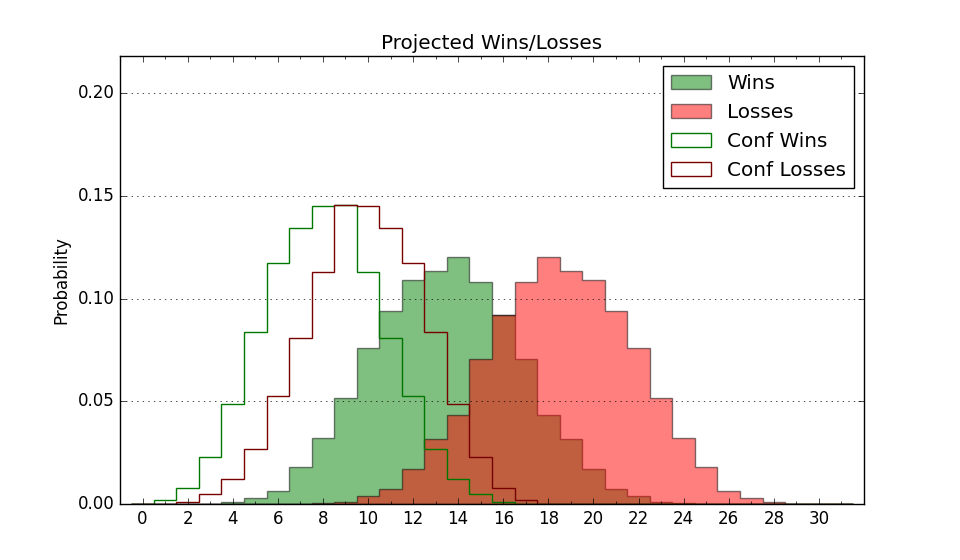 Projected Wins/Losses
Wins
Losses
Conf Wins
Conf Losses
Probability
0.20
0.15
0.10
0.05
0.00
0 2 4 6 8 10 12 14 16 18 20 22 24 26 28 30